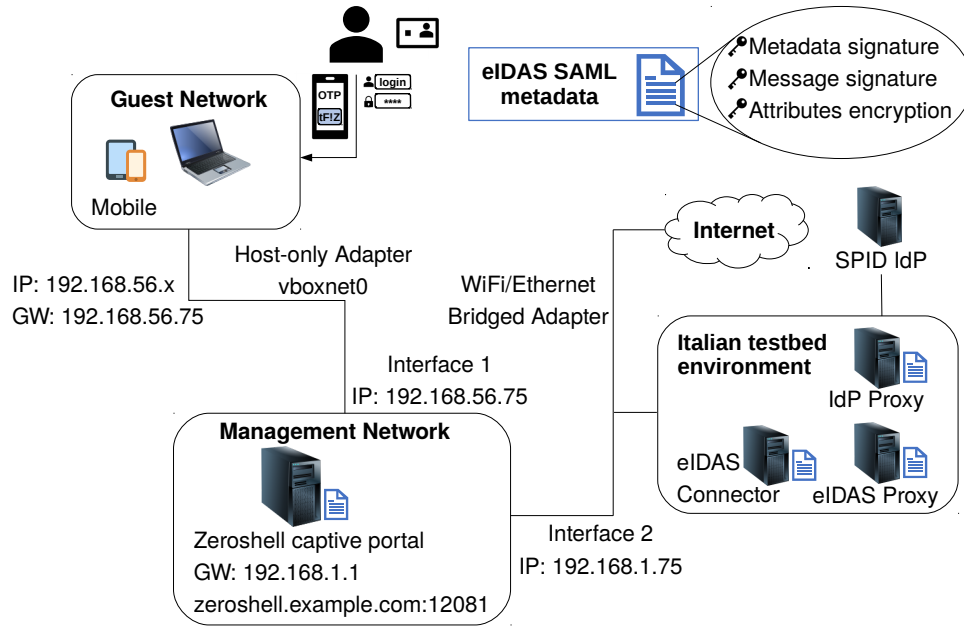 OTP
tF!Z
login
****
eIDAS SAML
metadata
Metadata signature
Message signature
Attributes encryption
Guest Network
Mobile
Internet
SPID IdP
Host-only Adapter
vboxnet0
IP: 192.168.56.x
GW: 192.168.56.75
WiFi/Ethernet
Bridged Adapter
Italian testbed
environment
IdP Proxy
eIDAS
Connector
eIDAS Proxy
Interface 1
IP: 192.168.56.75
Management Network
Zeroshell captive portal
GW: 192.168.1.1
zeroshell.example.com:12081
Interface 2
IP: 192.168.1.75